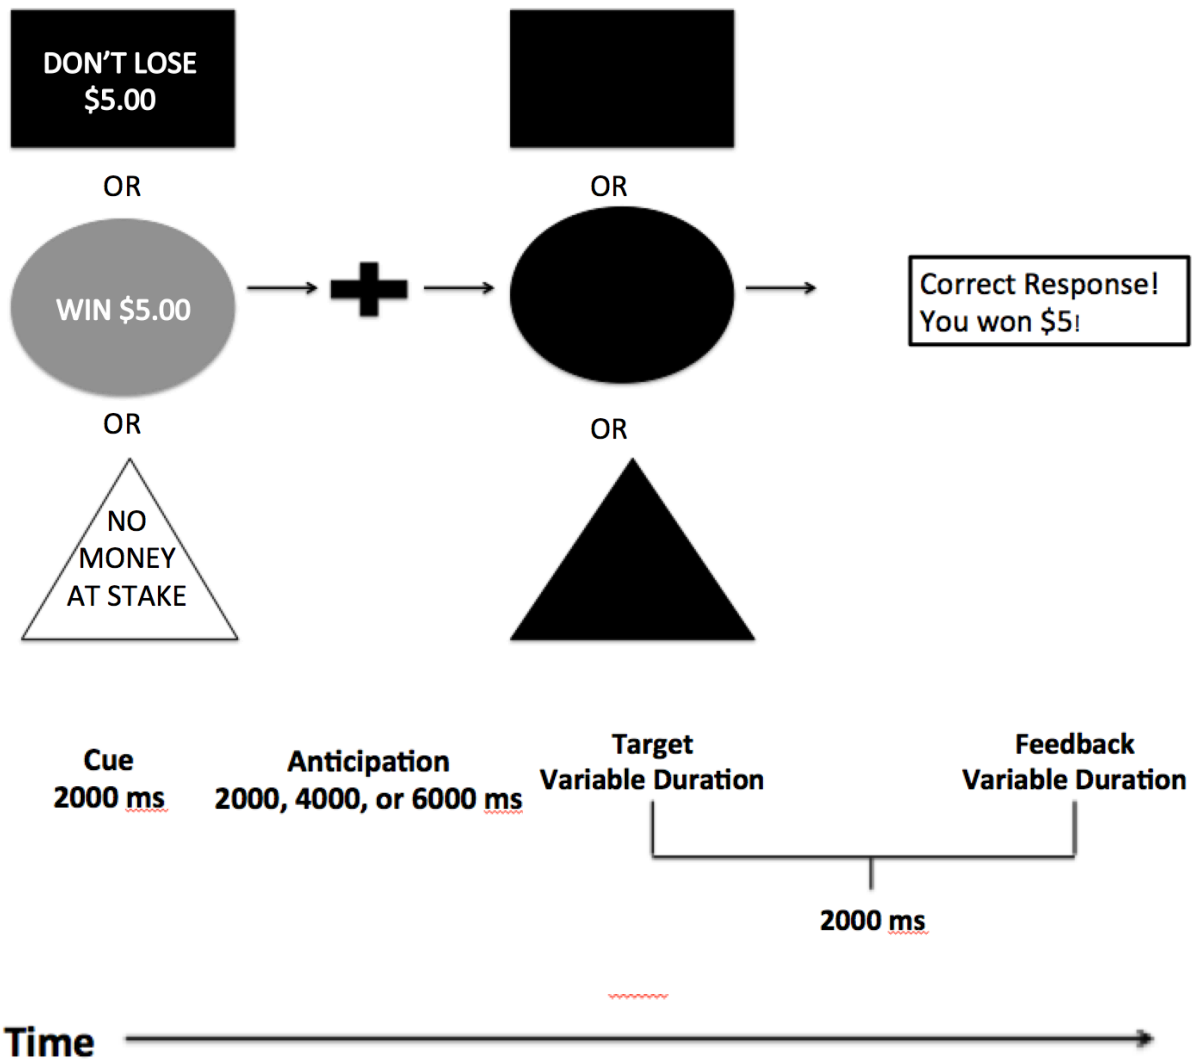 DON'T LOSE
$5.00
OR
OR
WIN $5.00
Correct Response!
You won $5!
OR
OR
NO
MONEY
AT STAKE
Cue
2000 ms
Anticipation
2000, 4000, or 6000 ms
Target
Variable Duration
Feedback
Variable Duration
2000 ms
Time